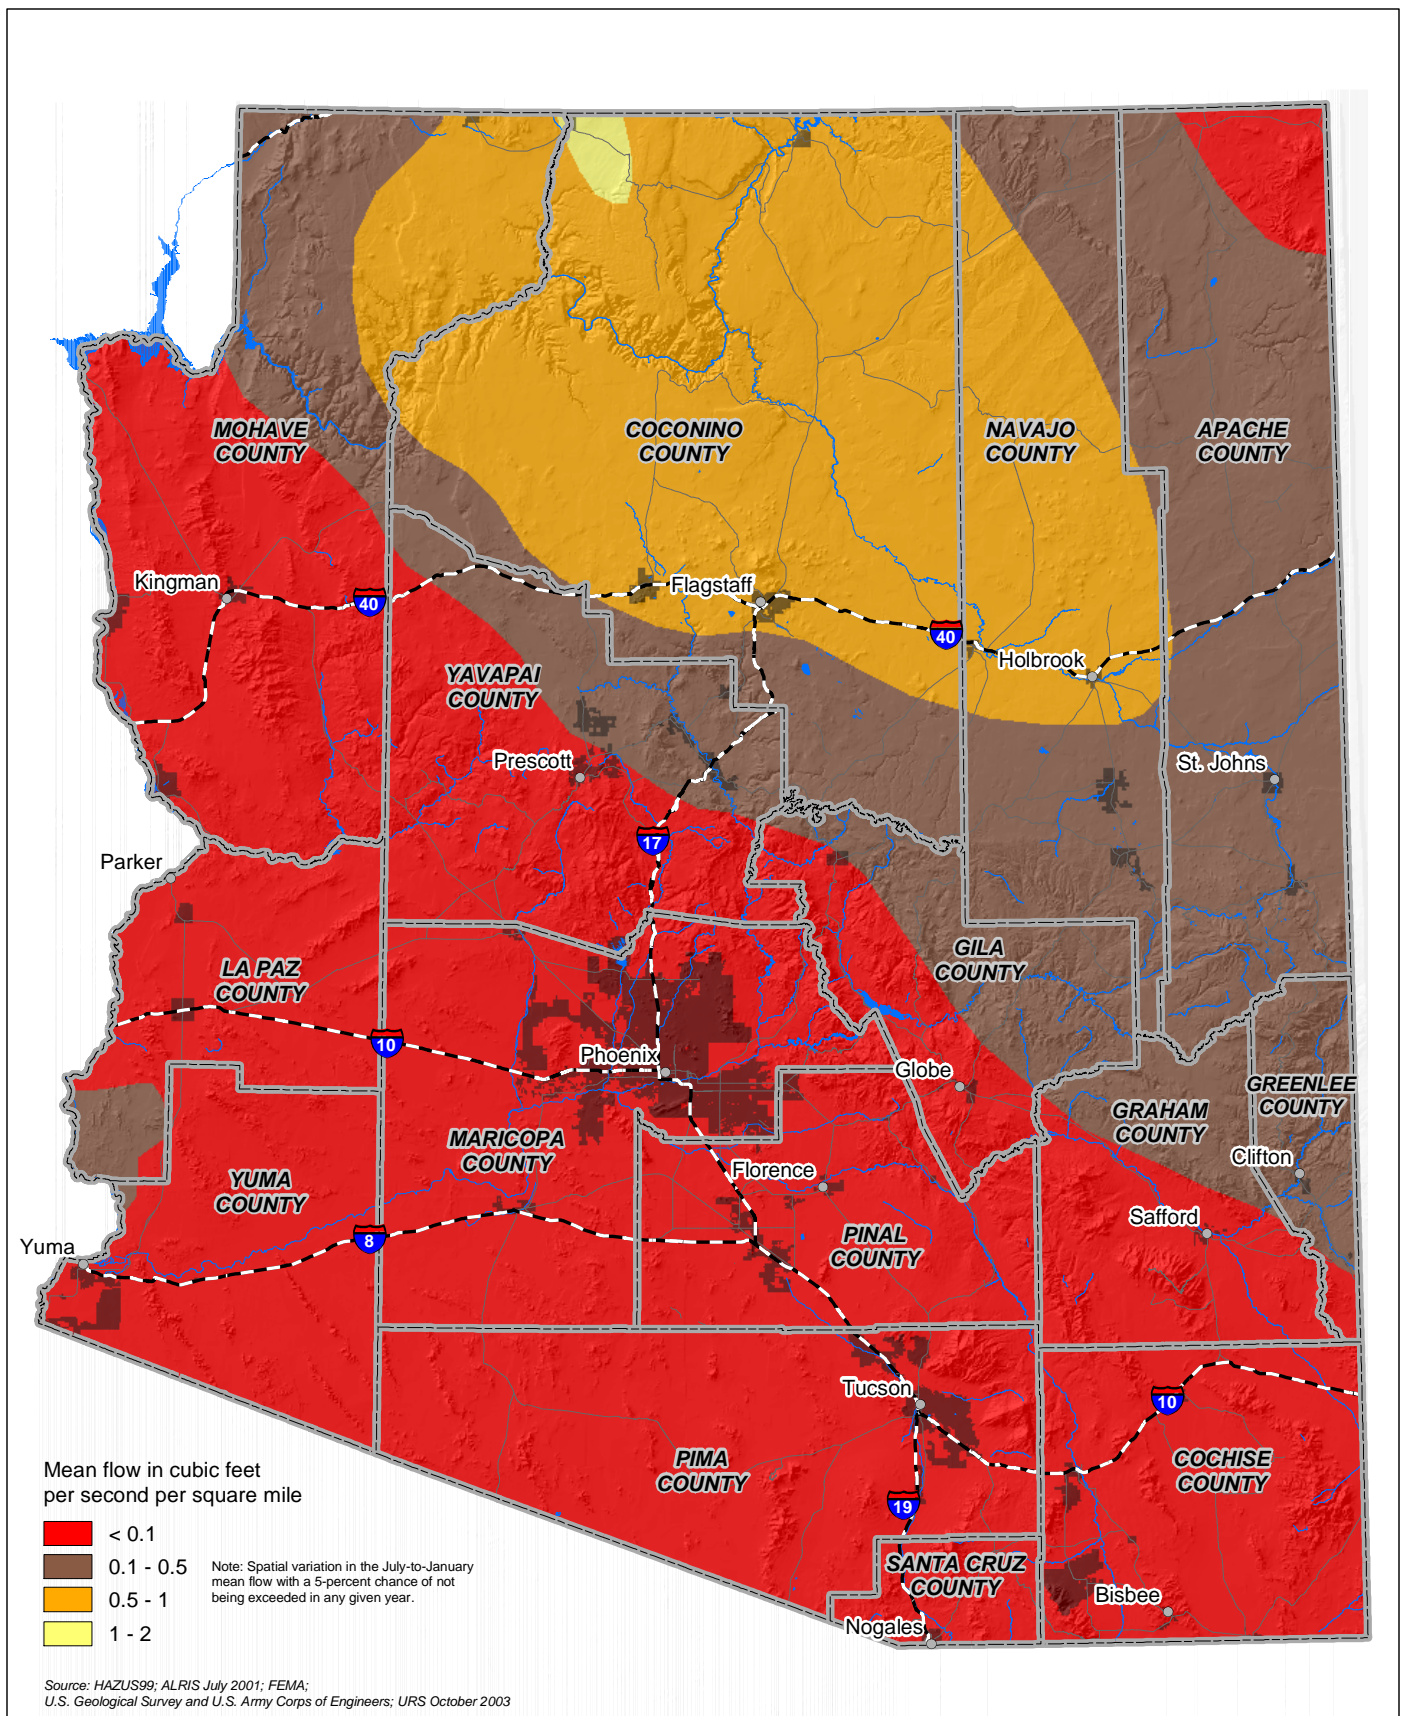 MOHAVE
COUNTY
COCONINO
COUNTY
NAVAJO
COUNTY
APACHE
COUNTY
Kingman
40
Flagstaff
40
Holbrook
YAVAPAI
COUNTY
Prescott
St. Johns
17
Parker
LA PAZ
COUNTY
GILA
COUNTY
10
Phoenix
Globe
GREENLEE
COUNTY
GRAHAM
COUNTY
MARICOPA
COUNTY
Florence
Clifton
YUMA
COUNTY
Safford
Yuma
8
PINAL
COUNTY
Tucson
10
PIMA
COUNTY
COCHISE
COUNTY
19
SANTA CRUZ
COUNTY
Bisbee
Nogales
Mean flow in cubic feet
per second per square mile
< 0.1
0.1 - 0.5
0.5 - 1
1 - 2
Note: Spatial variation in the July-to-January
mean flow with a 5-percent chance of not
being exceeded in any given year.
Source: HAZUS99; ALRIS July 2001; FEMA;
U.S. Geological Survey and U.S. Army Corps of Engineers; URS October 2003